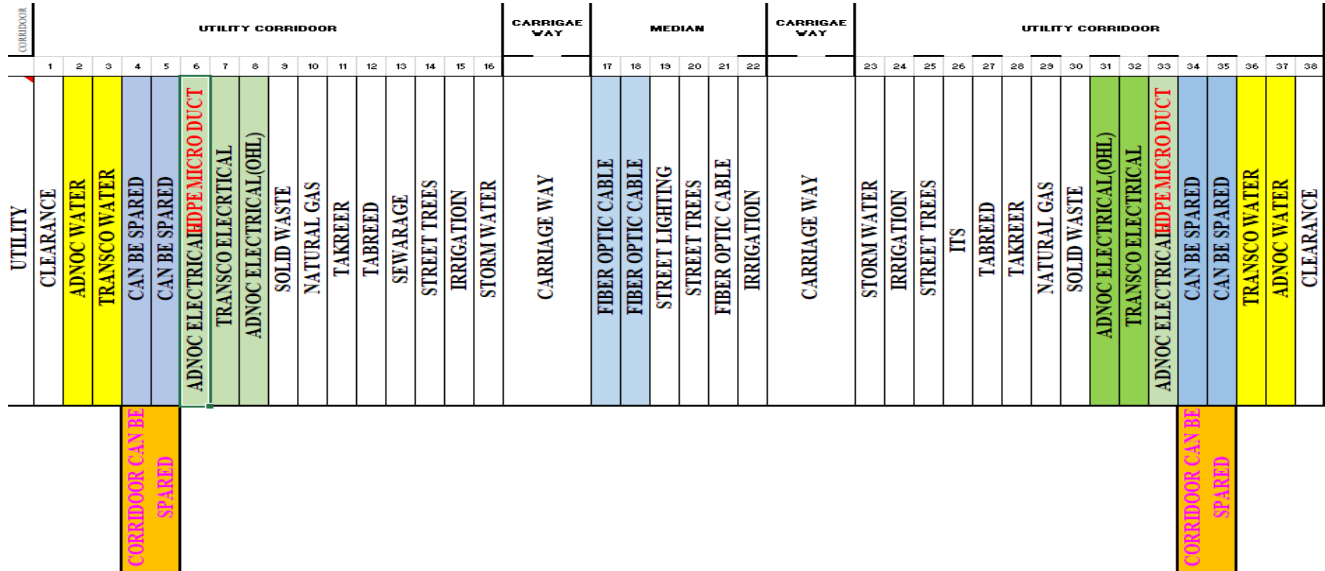 CORRIDOOR
UTILITY CORRIDOOR
CARRIGAE WAY
MEDIAN
CARRIGAE WAY
UTILITY CORRIDOOR
1 2 3 4 5 6 7 8 9 10 11 12 13 14 15 16 17 18 19 20 21 22 23 24 25 26 27 28 29 30 31 32 33 34 35 36 37 38
UTILITY
CLEARANCE
ADNOC WATER
TRANSCO WATER
CAN BE SPARED
CAN BE SPARED
ADNOC ELECTRICAL HDPE MICRO DUCT
TRANSCO ELECRTICAL
ADNOC ELECTRICAL(OHL)
SOLID WASTE
NATURAL GAS
TAKREER
TABREED
SEWARAGE
STREET TREES
IRRIGATIOIN
STORM WATER
CARRIAGE WAY
FIBER OPTIC CABLE
FIBER OPTIC CABLE
STREET LIGHTING
STREET TREES
FIBER OPTIC CABLE
IRRIGATION
CARRIAGE WAY
STORM WATER
IRRIGATION
STREET TREES
ITS
TABREED
TAKREER
NATURAL GAS
SOLID WASTE
ADNOC ELECTRICAL(OHL)
TRANSCO ELECTRICAL
ADNOC ELECTRICAL HDPE MICRO DUCT
CAN BE SPARED
CAN BE SPARED
TRANSCO WATER
ADNOC WATER
CLEARANCE
CORRIDOOR CAN BE
SPARED
CORRIDOOR CAN BE
SPARED